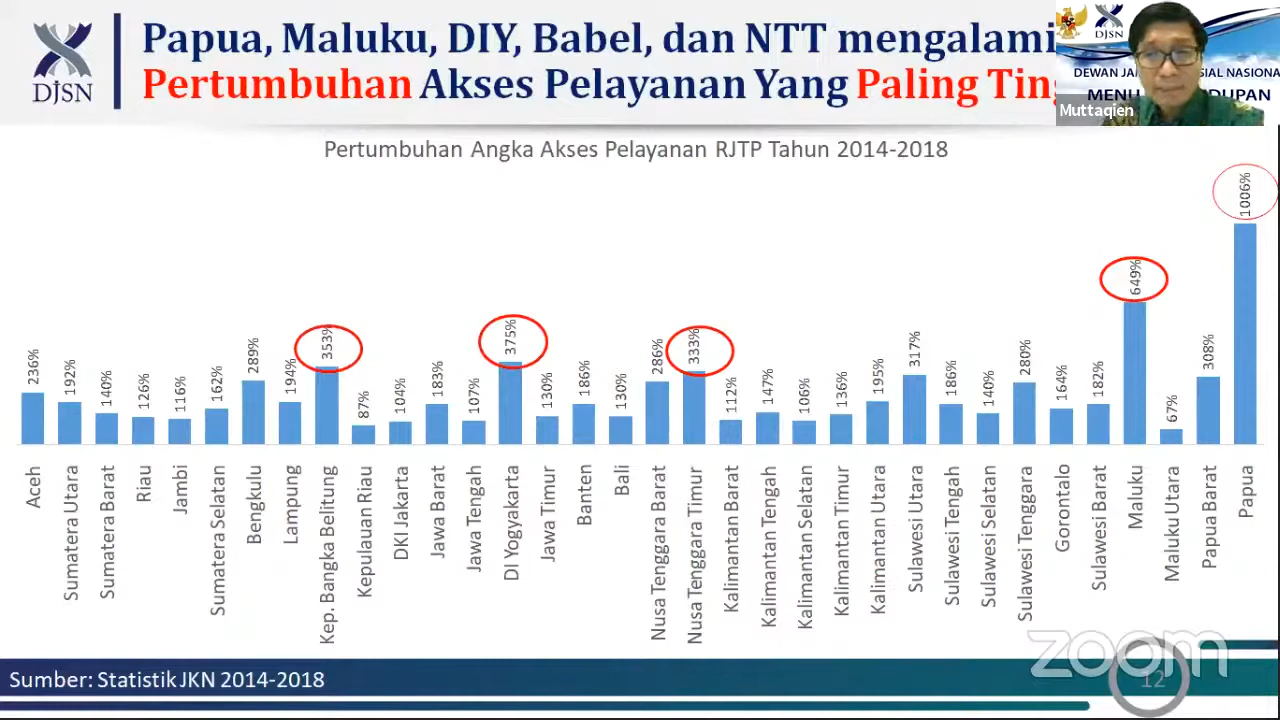 Papua, Maluku, DIY, Babel, dan NTT mengalami
Pertumbuhan Akses Pelayanan Yang Paling Ting
DJSN
DJSN
DEWAN JA
SIAL NASIONA
MENU
DUPAN
Muttaqien
Pertumbuhan Angka Akses Pelayanan RJTP Tahun 2014-2018
236%
192%
140%
126%
116%
162%
289%
194%
353%
87%
104%
183%
107%
375%
130%
186%
130%
286%
333%
112%
147%
106%
136%
195%
317%
186%
140%
280%
164%
182%
649%
67%
308%
1006%
Aceh
Sumatera Utara
Sumatera Barat
Riau
Jambi
Sumatera Selatan
Bengkulu
Lampung
Kep. Bangka Belitung
Kepulauan Riau
DKI Jakarta
Jawa Barat
Jawa Tengah
DI Yogyakarta
Jawa Timur
Banten
Bali
Nusa Tenggara Barat
Nusa Tenggara Timur
Kalimantan Barat
Kalimantan Tengah
Kalimantan Selatan
Kalimantan Timur
Kalimantan Utara
Sulawesi Utara
Sulawesi Tengah
Sulawesi Selatan
Sulawesi Tenggara
Gorontalo
Sulawesi Barat
Maluku
Maluku Utara
Papua Barat
Papua
zoom
Sumber: Statistik JKN 2014-2018
12